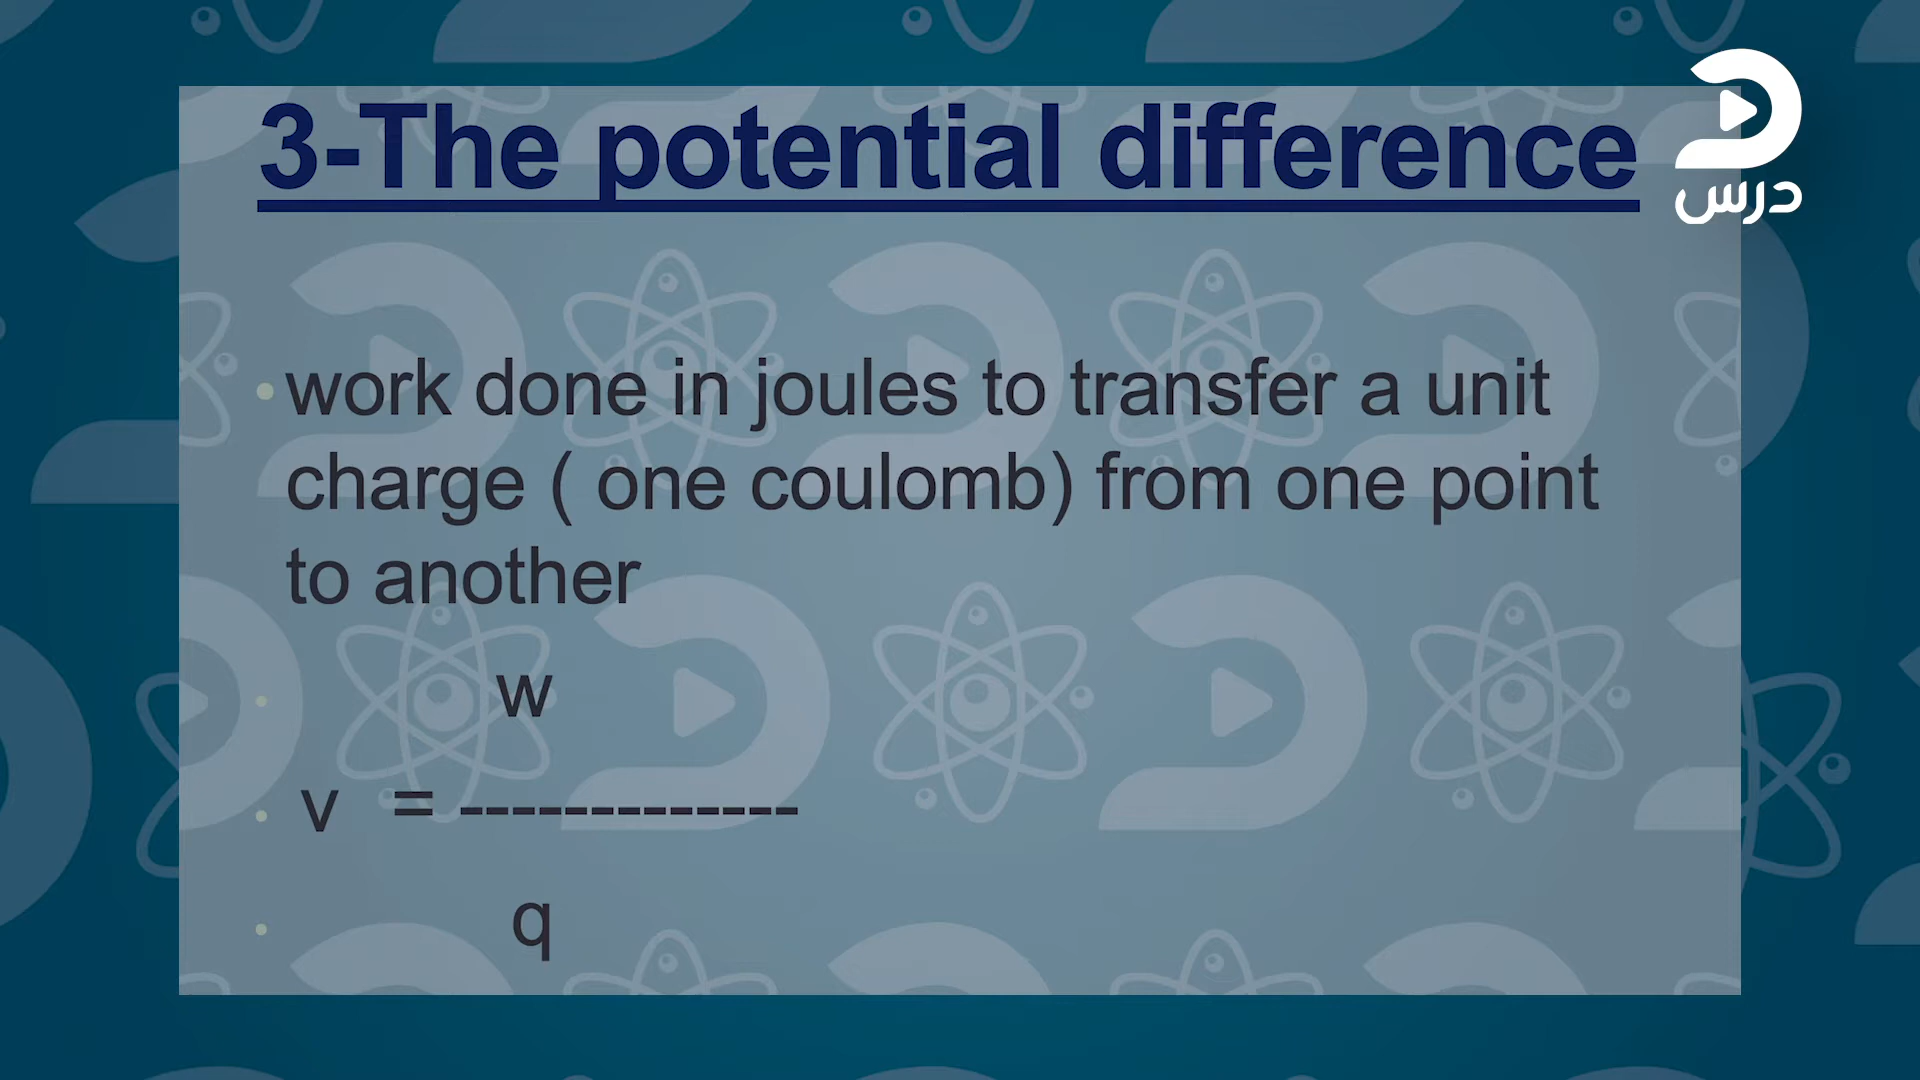 3-The potential difference
درس
• work done in joules to transfer a unit
charge ( one coulomb) from one point
to another
• w
• v = -------------
• q